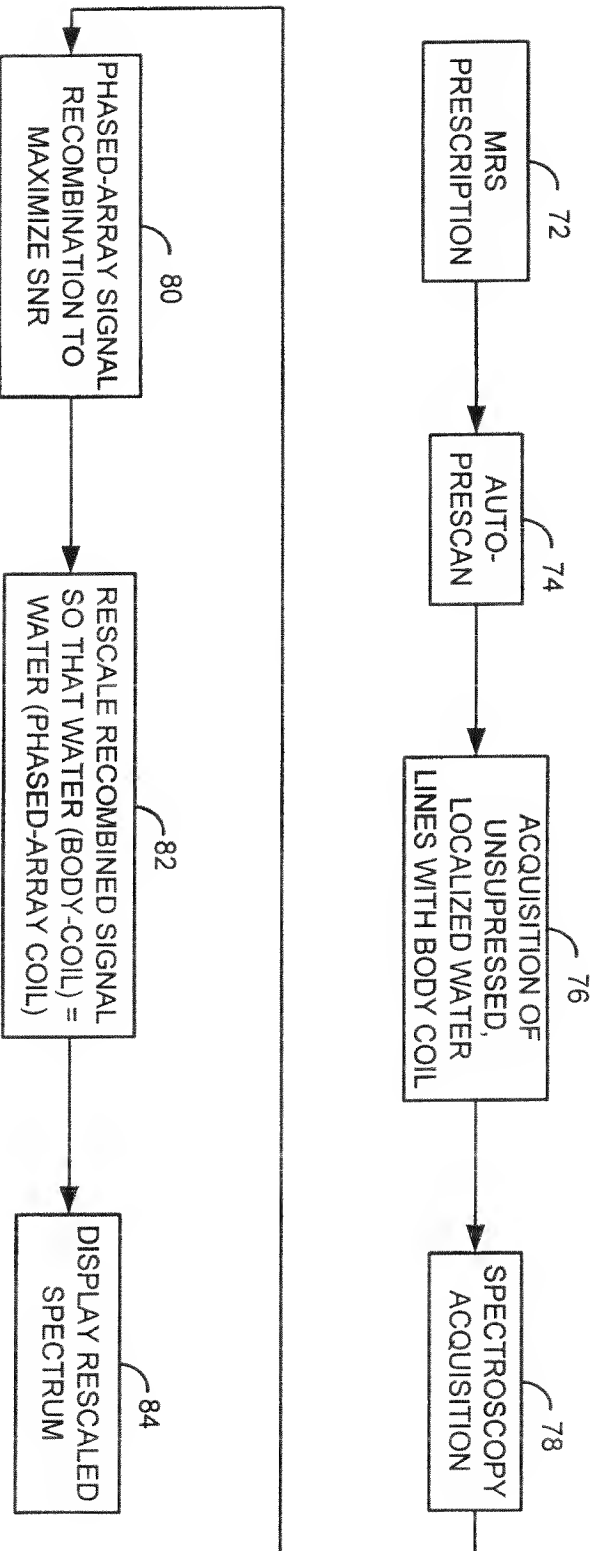 72
MRS
PRESCRIPTION
74
AUTO-
PRESCAN
76
ACQUISITION OF
UNSUPRESSED,
LOCALIZED WATER
LINES WITH BODY COIL
78
SPECTROSCOPY
ACQUISITION
80
PHASED-ARRAY SIGNAL
RECOMBINATION TO
MAXIMIZE SNR
82
RESCALE RECOMBINED SIGNAL
SO THAT WATER (BODY-COIL) =
WATER (PHASED-ARRAY COIL)
84
DISPLAY RESCALED
SPECTRUM